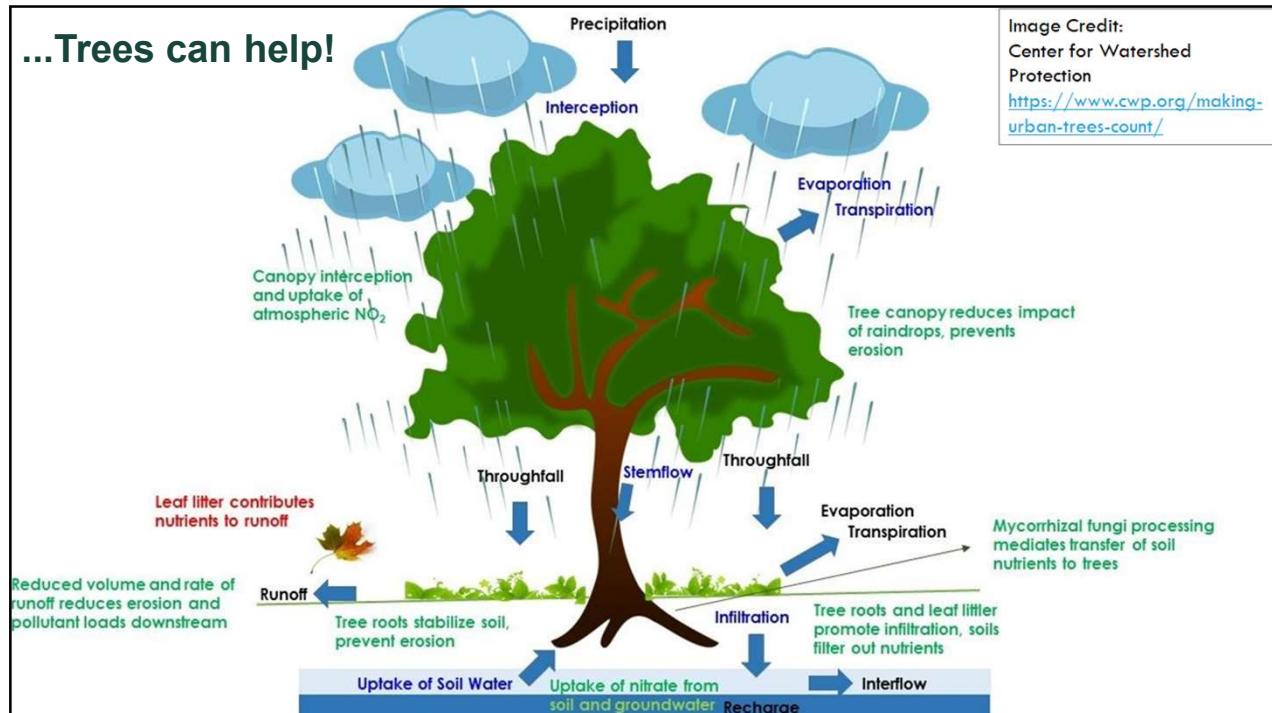 ...Trees can help!
Precipitation
Image Credit:
Center for Watershed
Protection
https://www.cwp.org/making-
urban-trees-count/
Interception
Evaporation
Transpiration
Canopy interception
and uptake of
atmospheric NO₂
Tree canopy reduces impact
of raindrops, prevents
erosion
Throughfall
Stemflow
Throughfall
Leaf litter contributes
nutrients to runoff
Evaporation
Transpiration
Mycorrhizal fungi processing
mediates transfer of soil
nutrients to trees
Reduced volume and rate of
runoff reduces erosion and
pollutant loads downstream
Runoff
Tree roots stabilize soil,
prevent erosion
Infiltration
Tree roots and leaf littler
promote infiltration, soils
filter out nutrients
Uptake of Soil Water
Uptake of nitrate from
soil and groundwater
Interflow
Recharge